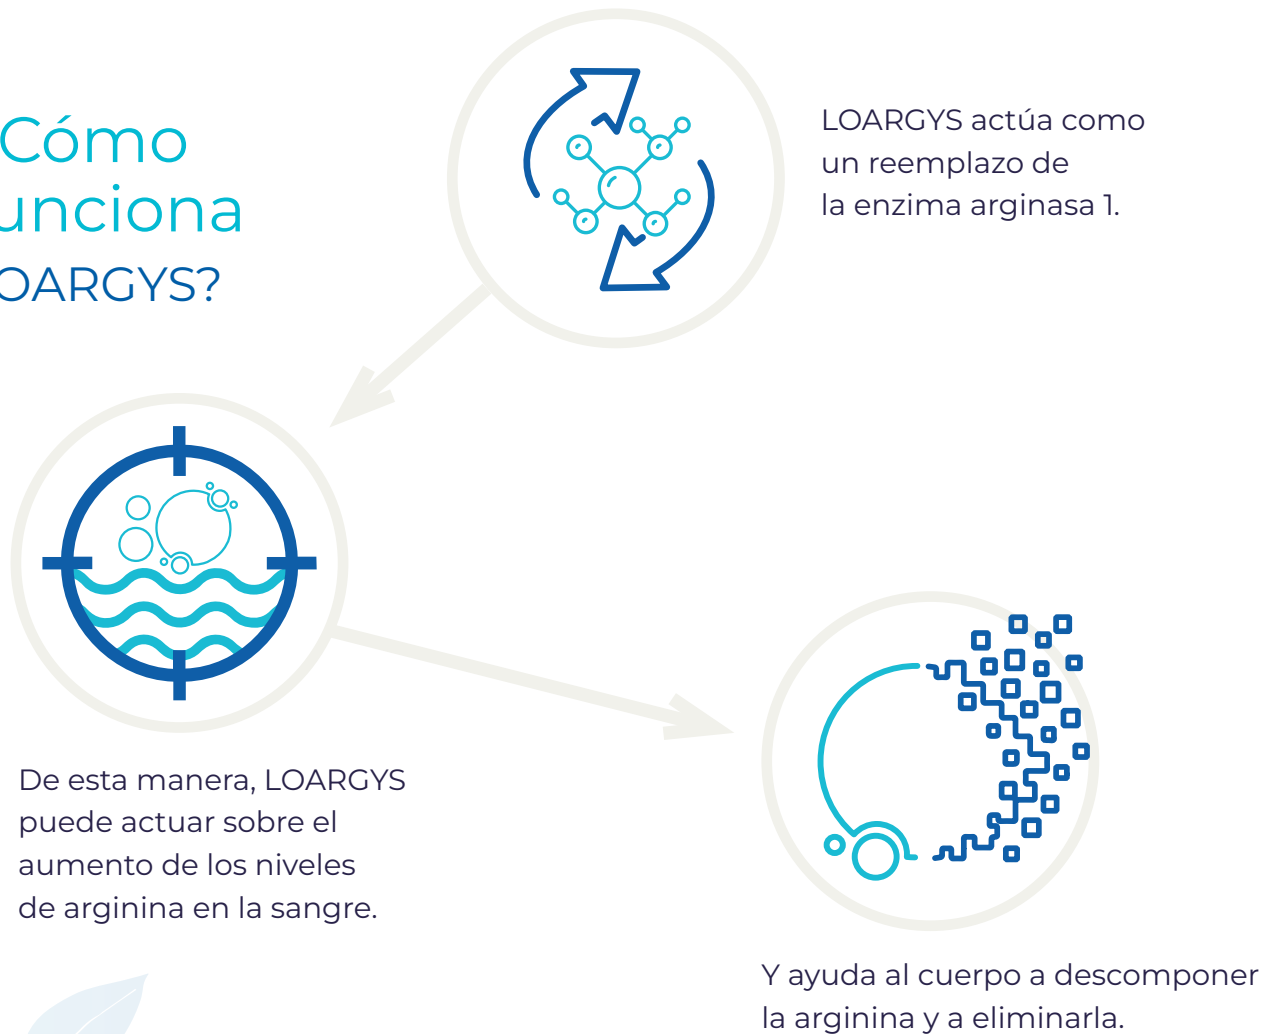 Cómo
unciona
OARGYS?
LOARGYS actúa como
un reemplazo de
la enzima arginasa 1.
De esta manera, LOARGYS
puede actuar sobre el
aumento de los niveles
de arginina en la sangre.
Y ayuda al cuerpo a descomponer
la arginina y a eliminarla.